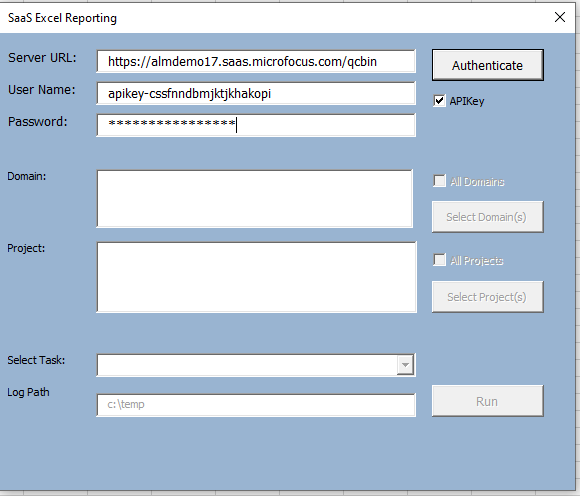 SaaS Excel Reporting
Server URL: https://almdemo17.saas.microfocus.com/qcbin
Authenticate
User Name: apikey-cssfnndbmjktjkhakopi
APIKey
Password: ****************
Domain:
All Domains
Select Domain(s)
Project:
All Projects
Select Project(s)
Select Task:
Log Path
c:\temp
Run